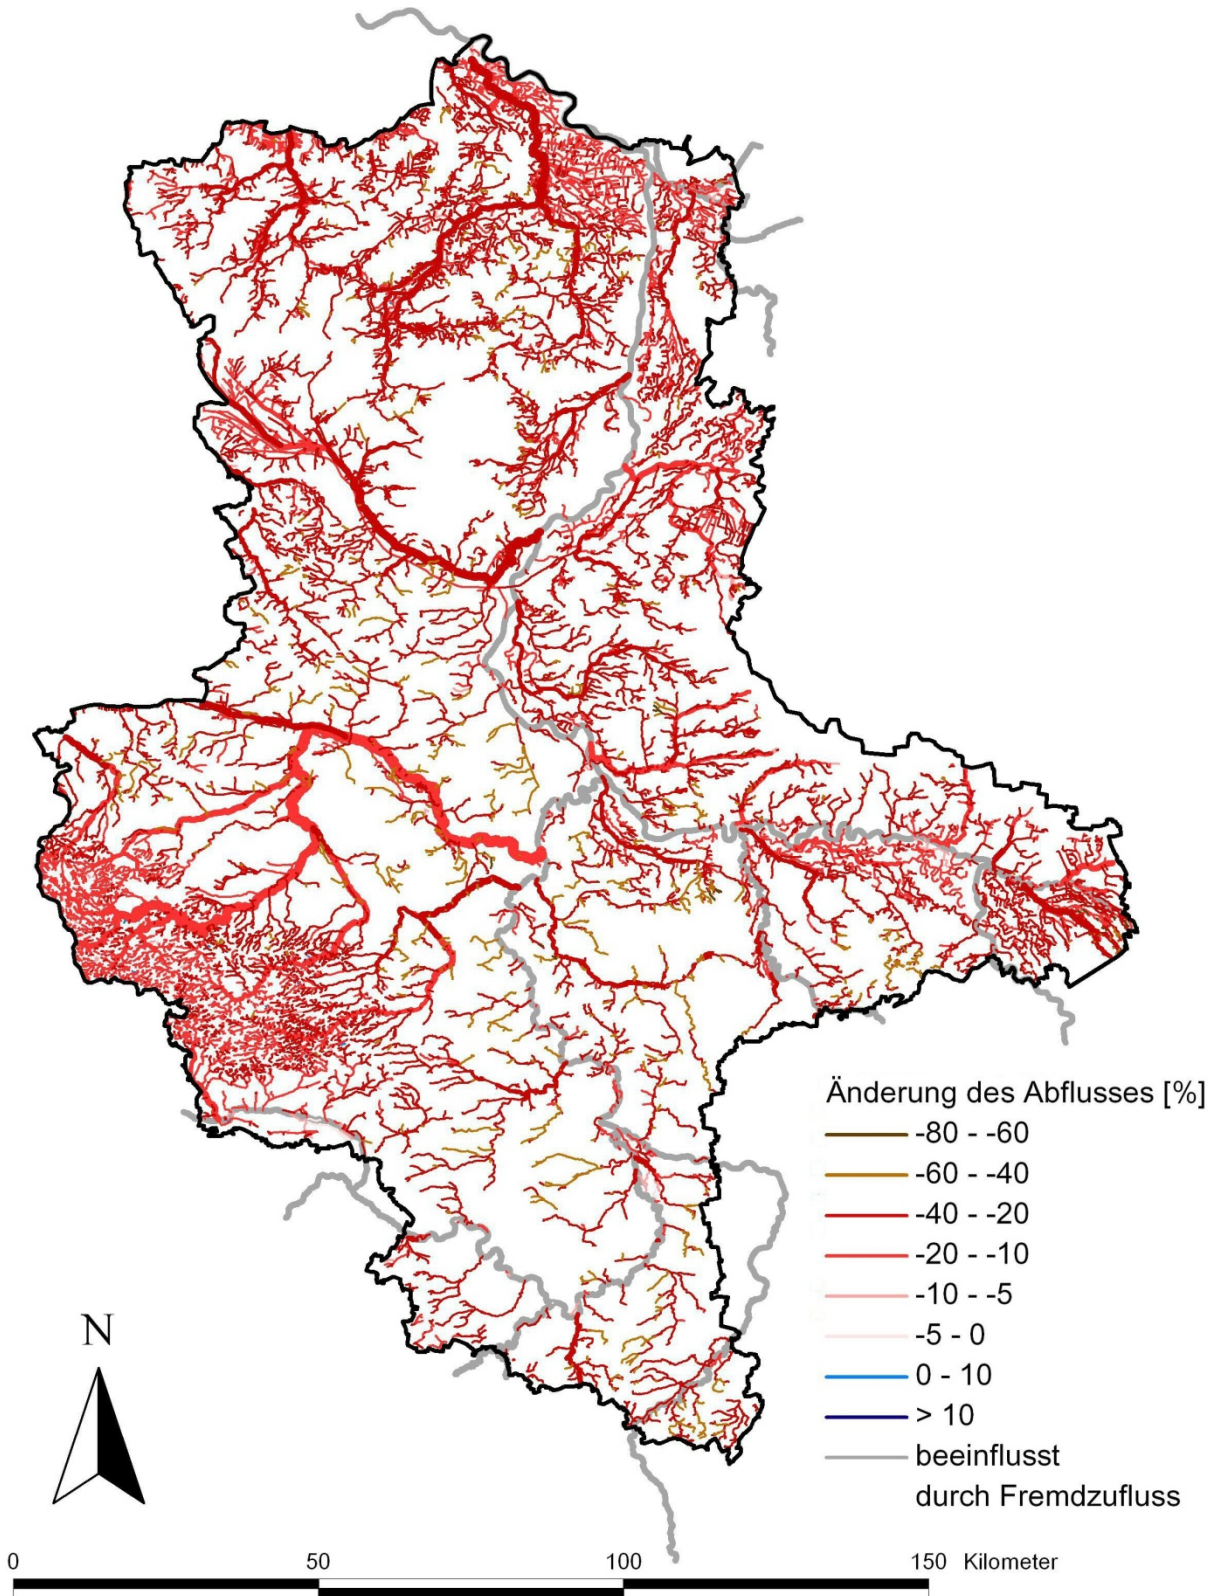 Änderung des Abflusses [%]
-80 - -60
-60 - -40
-40 - -20
-20 - -10
-10 - -5
-5 - 0
0 - 10
> 10
beeinflusst
durch Fremdzufluss
N
0 50 100 150 Kilometer